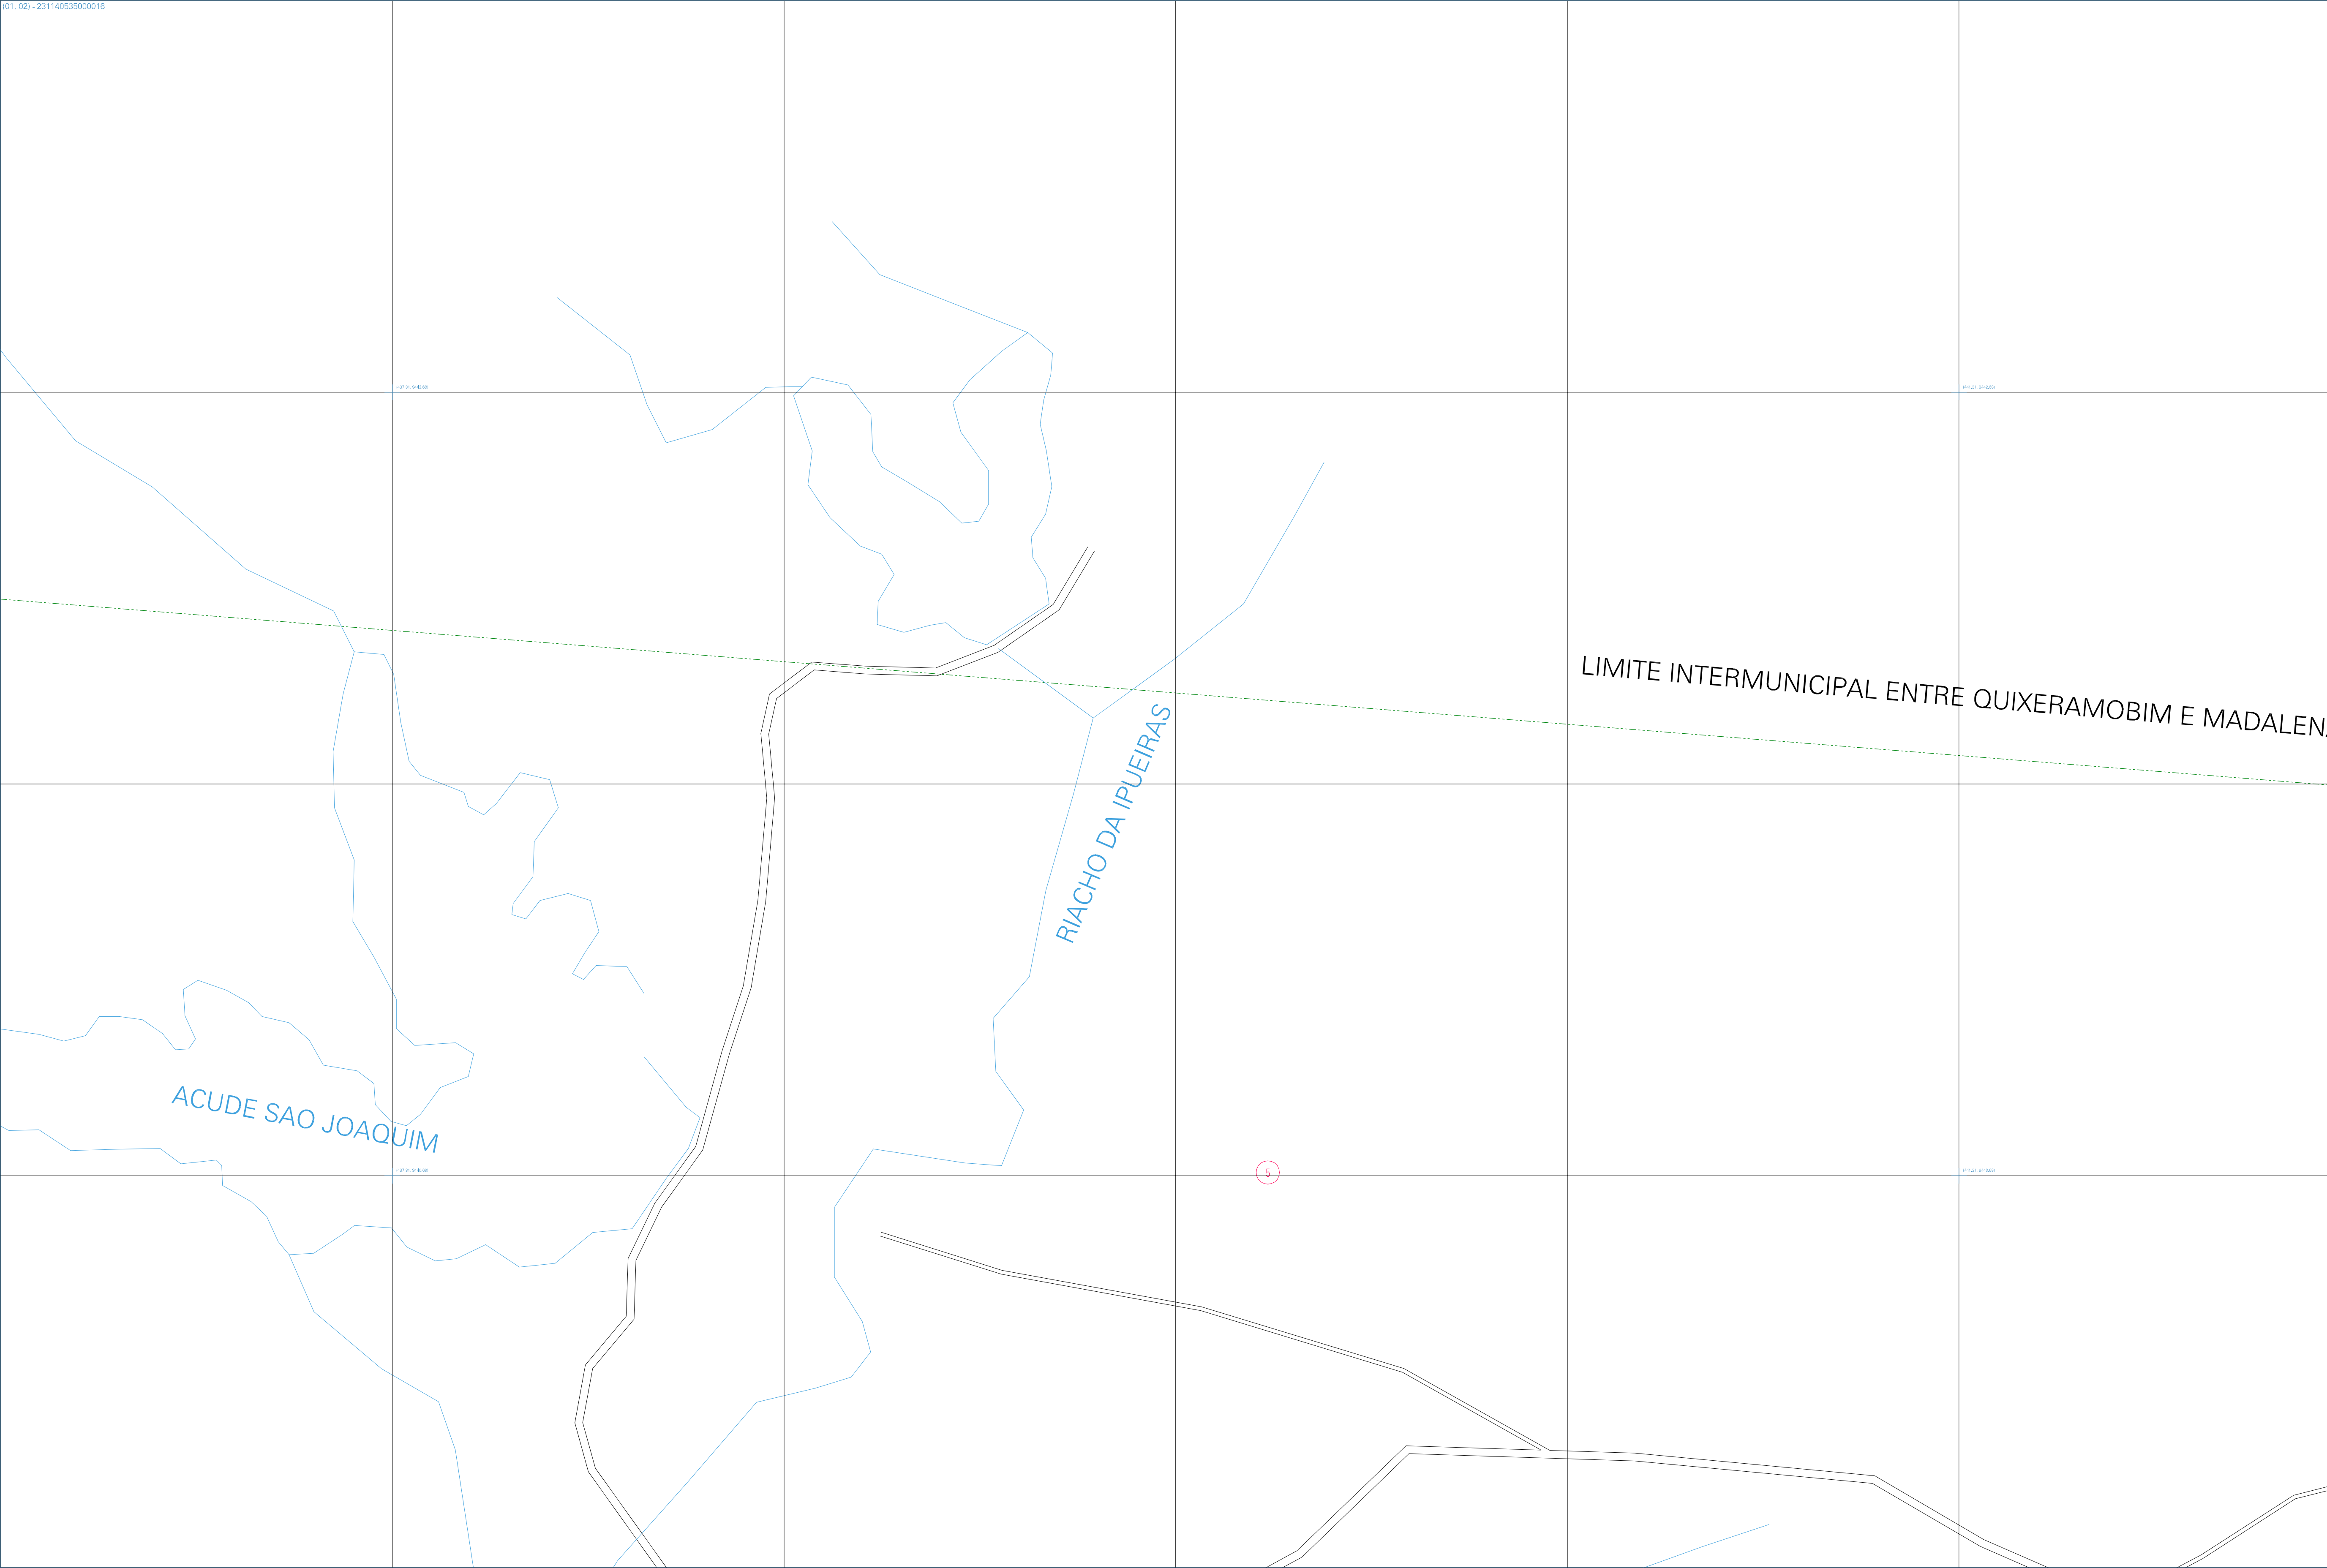 (01, 02) - 231140535000016
LIMITE INTERMUNICIPAL ENTRE QUIXERAMOBIM E MADALENA
RIACHO DA IPUEIRAS
ACUDE SAO JOAQUIM
5